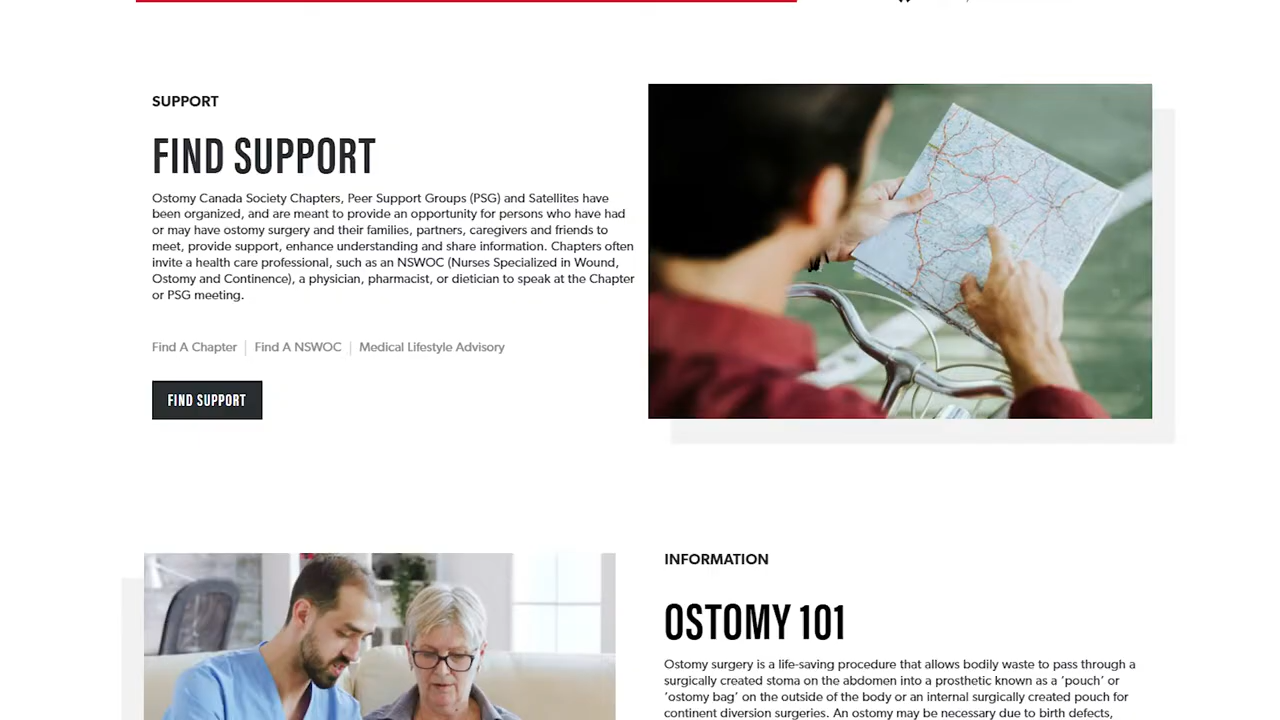 SUPPORT
FIND SUPPORT
Ostomy Canada Society Chapters, Peer Support Groups (PSG) and Satellites have
been organized, and are meant to provide an opportunity for persons who have had
or may have ostomy surgery and their families, partners, caregivers and friends to
meet, provide support, enhance understanding and share information. Chapters often
invite a health care professional, such as an NSWOC (Nurses Specialized in Wound,
Ostomy and Continence), a physician, pharmacist, or dietician to speak at the Chapter
or PSG meeting.
Find A Chapter | Find A NSWOC | Medical Lifestyle Advisory
FIND SUPPORT
INFORMATION
OSTOMY 101
Ostomy surgery is a life-saving procedure that allows bodily waste to pass through a
surgically created stoma on the abdomen into a prosthetic known as a ‘pouch’ or
‘ostomy bag’ on the outside of the body or an internal surgically created pouch for
continent diversion surgeries. An ostomy may be necessary due to birth defects,